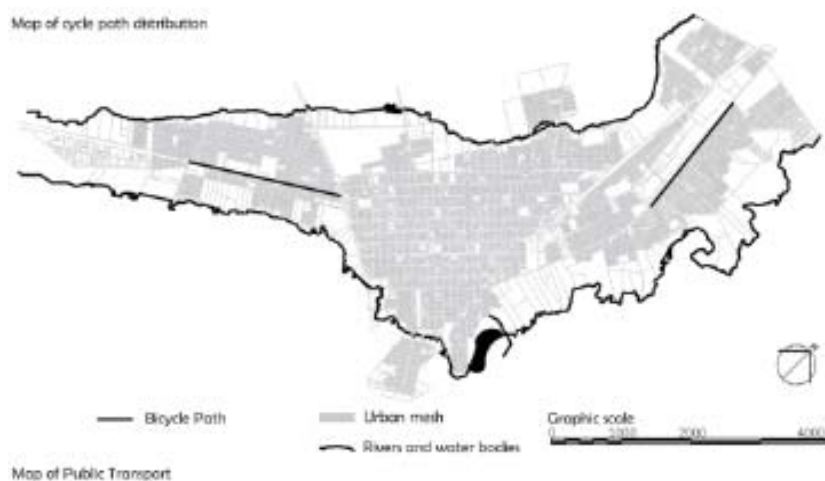 Map of cycle path distribution
Bicycle Path
Urban mesh
Graphic scale
Rivers and water bodies
0 1000 2000 4000
Map of Public Transport